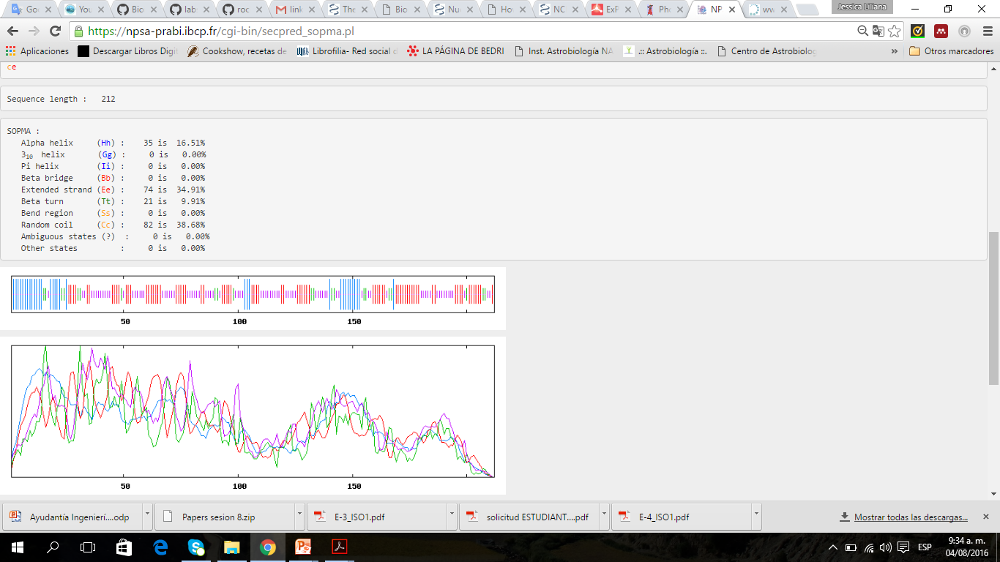 Goo
You
Bio
lab
roc
link
The
Bio
Nu
Hor
NC
ExP
Pho
NP
ww
Jessica Liliana
https://npsa-prabi.ibcp.fr/cgi-bin/secpred_sopma.pl
Aplicaciones
Descargar Libros Digit
Cookshow, recetas de
Librofilia- Red social d
LA PÁGINA DE BEDRI
Inst. Astrobiología NA
.:: Astrobiología ::.
Centro de Astrobiolog
»
Otros marcadores
ce
Sequence length : 212
SOPMA :
Alpha helix (Hh) : 35 is 16.51%
3₁₀ helix (Gg) : 0 is 0.00%
Pi helix (Ii) : 0 is 0.00%
Beta bridge (Bb) : 0 is 0.00%
Extended strand (Ee) : 74 is 34.91%
Beta turn (Tt) : 21 is 9.91%
Bend region (Ss) : 0 is 0.00%
Random coil (Cc) : 82 is 38.68%
Ambiguous states (?) : 0 is 0.00%
Other states : 0 is 0.00%
50 100 150
50 100 150
Ayudantía Ingenierí....odp
Papers sesion 8.zip
E-3_ISO1.pdf
solicitud ESTUDIANT....pdf
E-4_ISO1.pdf
Mostrar todas las descargas...
ESP
9:34 a. m.
04/08/2016